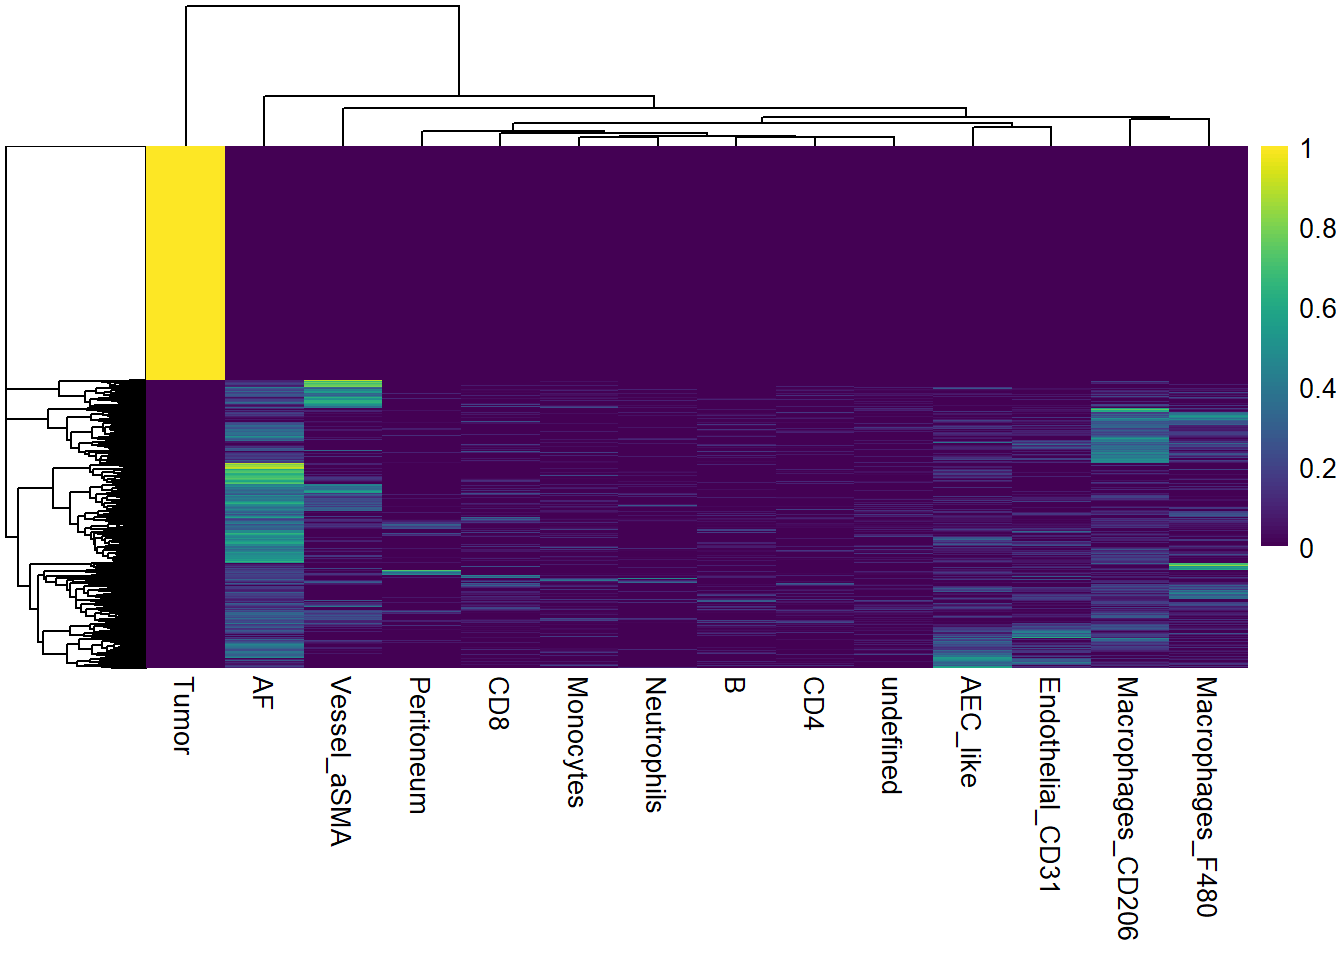 1
0.8
0.6
0.4
0.2
0
Tumor
AF
Vessel_aSMA
Peritoneum
CD8
Monocytes
Neutrophils
B
CD4
undefined
AEC_like
Endothelial_CD31
Macrophages_CD206
Macrophages_F480